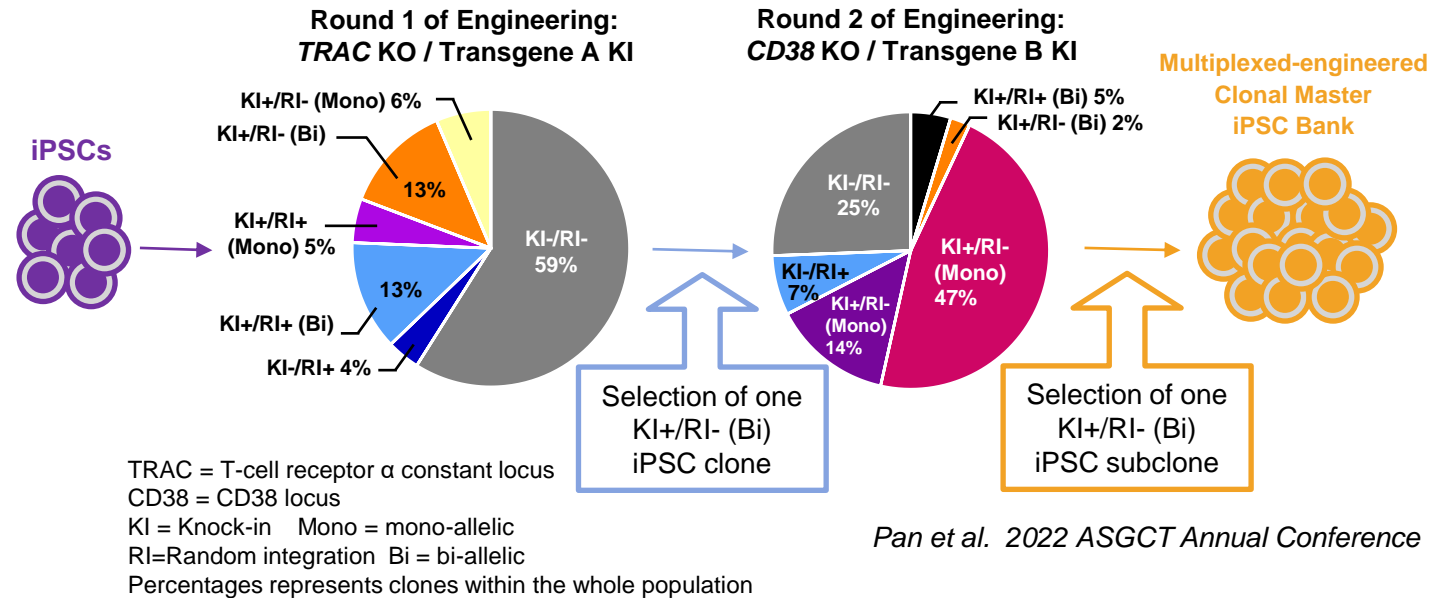 Round 1 of Engineering:
TRAC KO / Transgene A KI
Round 2 of Engineering:
CD38 KO / Transgene B KI
Multiplexed-engineered
Clonal Master
iPSC Bank
iPSCs
KI+/RI- (Mono) 6%
KI+/RI- (Bi)
13%
KI+/RI+
(Mono) 5%
13%
KI+/RI+ (Bi)
KI-/RI+ 4%
KI-/RI-
59%
KI+/RI+ (Bi) 5%
KI+/RI- (Bi) 2%
KI-/RI-
25%
KI+/RI-
(Mono)
47%
KI-/RI+
7%
KI+/RI-
(Mono)
14%
Selection of one
KI+/RI- (Bi)
iPSC clone
Selection of one
KI+/RI- (Bi)
iPSC subclone
TRAC = T-cell receptor α constant locus
CD38 = CD38 locus
KI = Knock-in Mono = mono-allelic
RI=Random integration Bi = bi-allelic
Percentages represents clones within the whole population
Pan et al. 2022 ASGCT Annual Conference